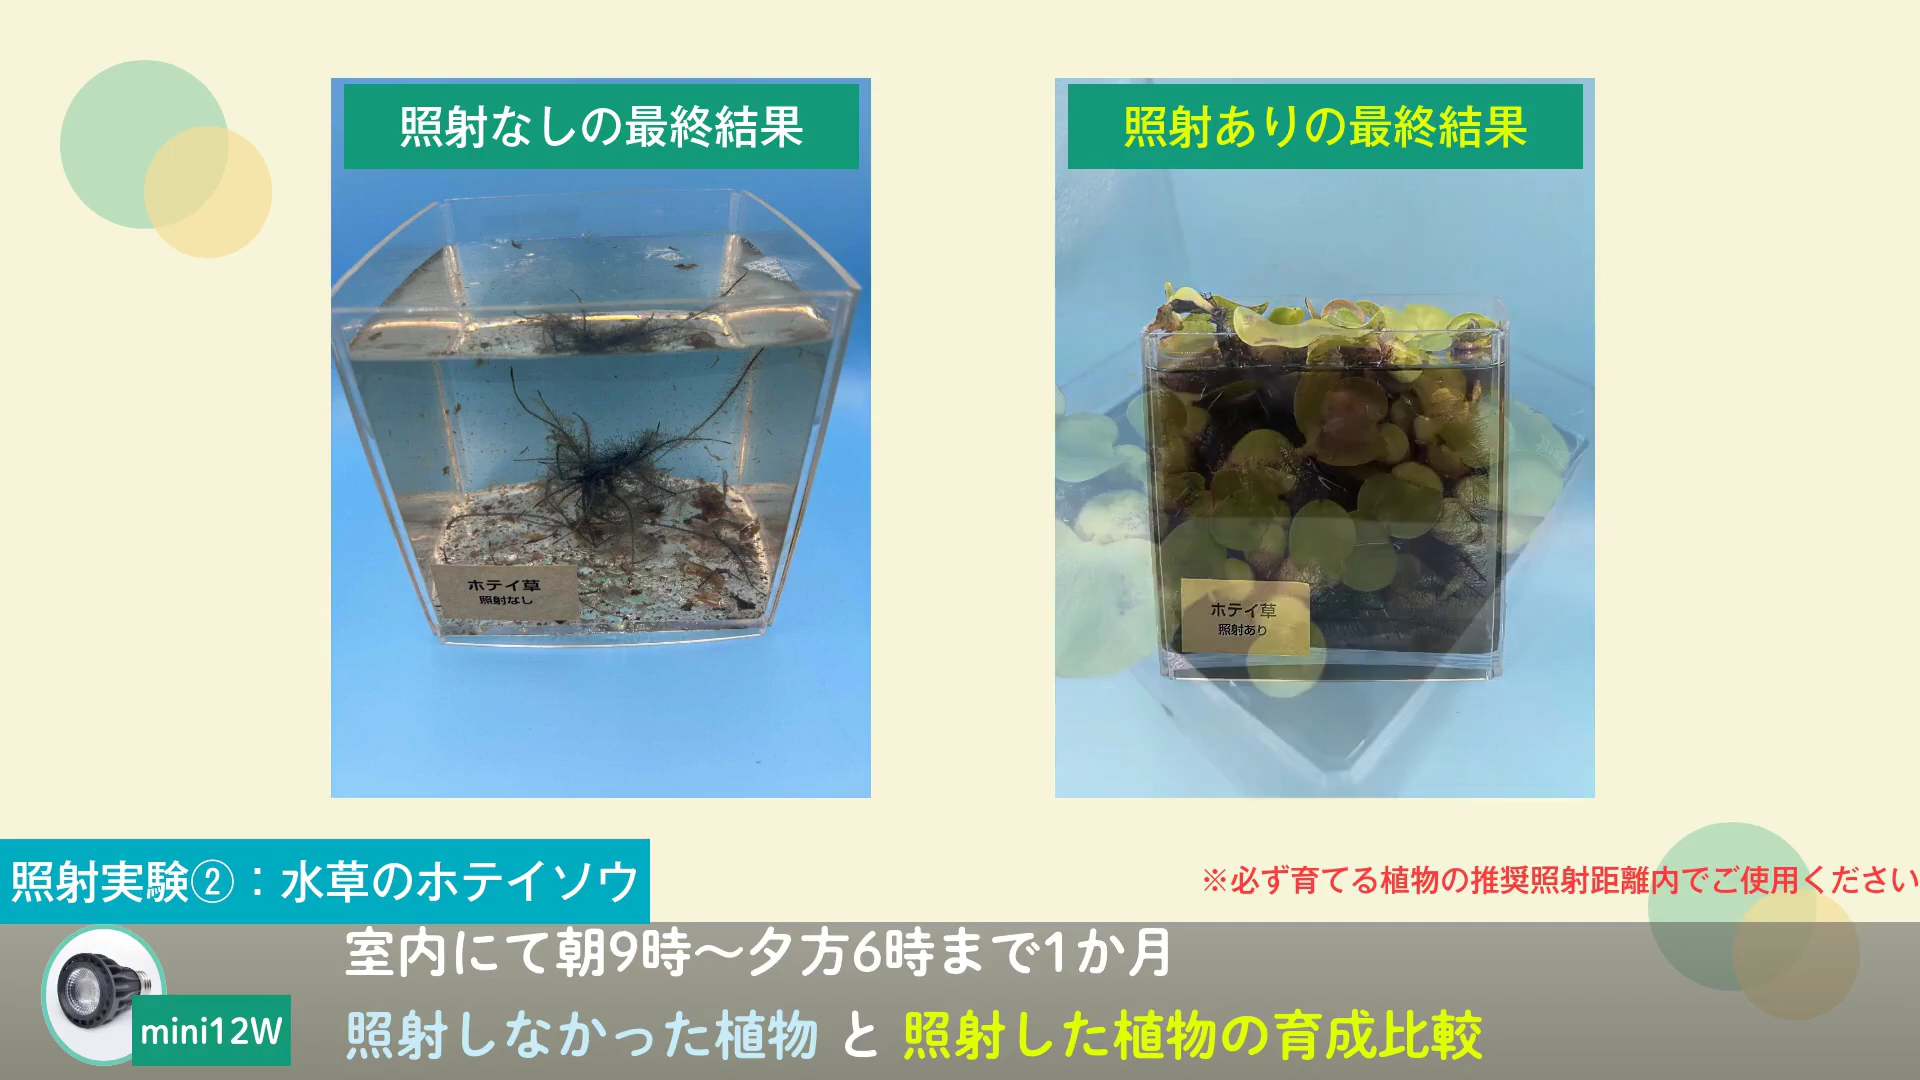 照射なしの最終結果
照射ありの最終結果
ホテイ草
照射なし
ホテイ草
照射あり
照射実験②：水草のホテイソウ
※必ず育てる植物の推奨照射距離内でご使用ください
室内にて朝9時～夕方6時まで1か月
mini12W
照射しなかった植物 と 照射した植物の育成比較